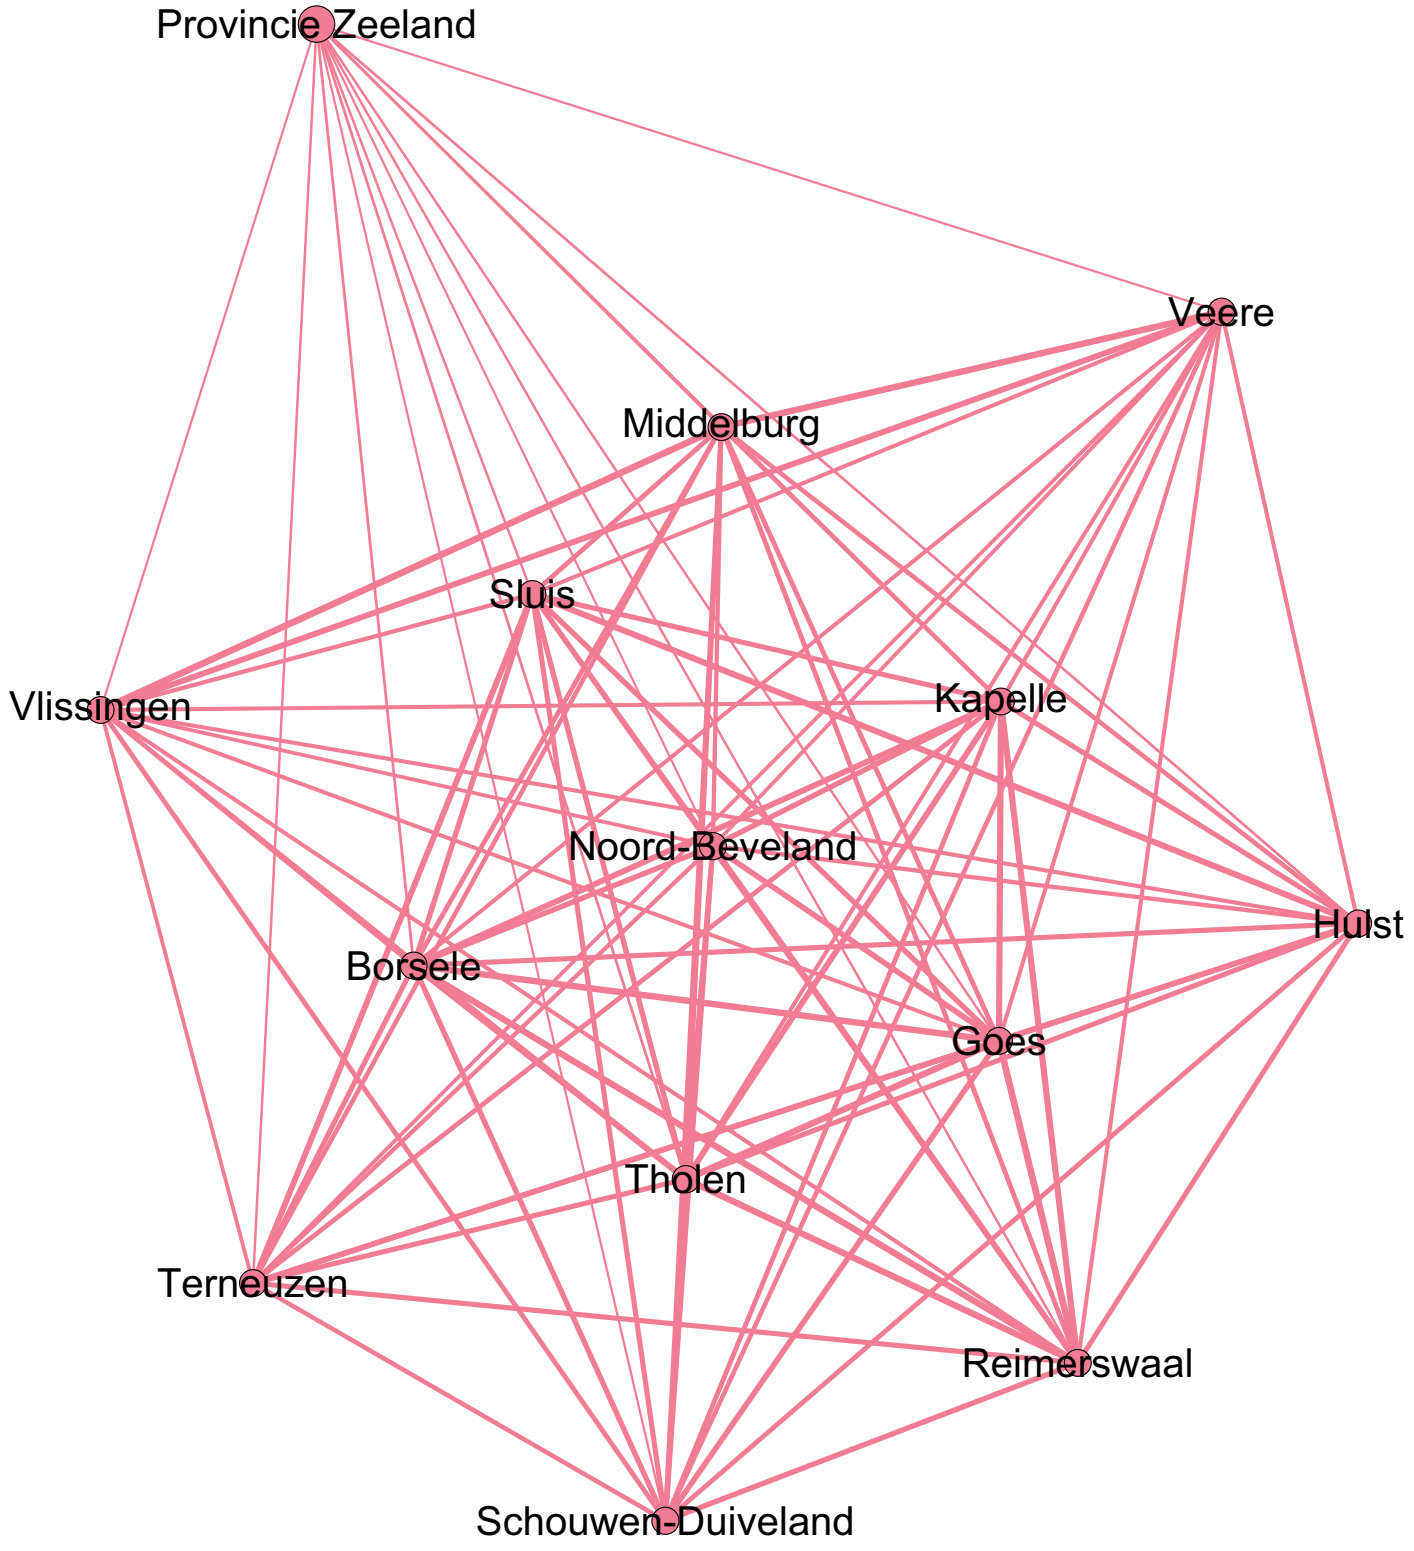 Provincie Zeeland
Veere
Middelburg
Sluis
Kapelle
Vlissingen
Noord-Beveland
Hulst
Borsele
Goes
Tholen
Terneuzen
Reimerswaal
Schouwen-Duiveland